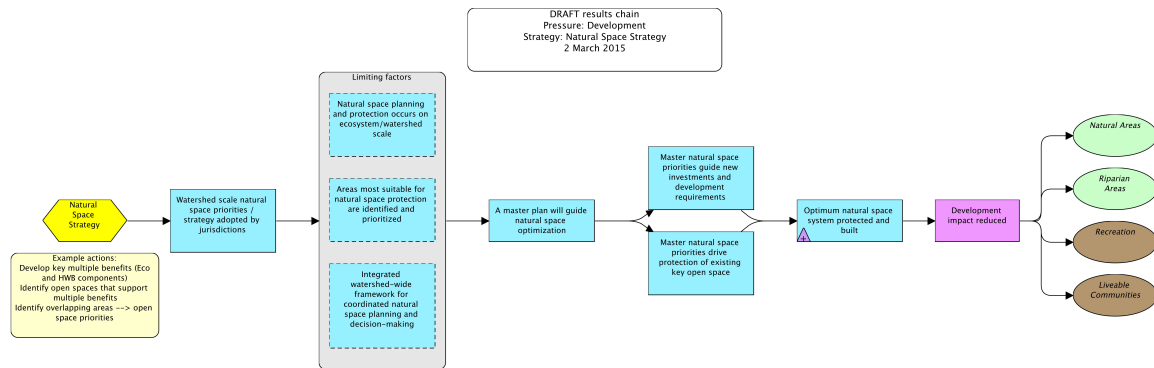 DRAFT results chain
Pressure: Development
Strategy: Natural Space Strategy
2 March 2015
Natural
Space
Strategy
Example actions:
Develop key multiple benefits (Eco
and HWB components)
Identify open spaces that support
multiple benefits
Identify overlapping areas --> open
space priorities
Watershed scale natural
space priorities /
strategy adopted by
jurisdictions
Limiting factors
Natural space planning
and protection occurs on
ecosystem/watershed
scale
Areas most suitable for
natural space protection
are identified and
prioritized
Integrated
watershed-wide
framework for
coordinated natural
space planning and
decision-making
A master plan will guide
natural space
optimization
Master natural space
priorities guide new
investments and
development
requirements
Master natural space
priorities drive
protection of existing
key open space
Optimum natural space
system protected and
built
+
Development
impact reduced
Natural Areas
Riparian
Areas
Recreation
Liveable
Communities